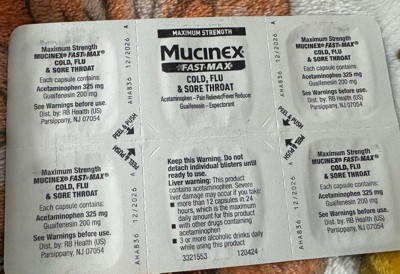 Maximum Strength
MUCINEX® FAST-MAX®
COLD, FLU
& SORE THROAT
Each capsule contains:
Acetaminophen 325 mg
Guaifenesin 200 mg
See Warnings before use.
Dist. by: RB Health (US)
Parsippany, NJ 07054
AHA836 12/2026 A
MAXIMUM STRENGTH
Mucinex®
FAST-MAX®
COLD, FLU
& SORE THROAT
Acetaminophen – Pain Reliever/Fever Reducer
Guaifenesin – Expectorant
AHA836 12/2026 A
Maximum Strength
MUCINEX® FAST-MAX®
COLD, FLU
& SORE THROAT
Each capsule contains:
Acetaminophen 325 mg
Guaifenesin 200 mg
See Warnings before use.
Dist. by: RB Health (US)
Parsippany, NJ 07054
PEEL & PUSH
PEEL & PUSH
PEEL & PUSH
PEEL & PUSH
Maximum Strength
MUCINEX® FAST-MAX®
COLD, FLU
& SORE THROAT
Each capsule contains:
Acetaminophen 325 mg
Guaifenesin 200 mg
See Warnings before use.
Dist. by: RB Health (US)
Parsippany, NJ 07054
AHA836 12/2026 A
Keep this Warning. Do not
detach individual blisters until
ready to use.
Liver warning: This product
contains acetaminophen. Severe
liver damage may occur if you take:
■ more than 12 capsules in 24
hours, which is the maximum
daily amount for this product
■ with other drugs containing
acetaminophen
■ 3 or more alcoholic drinks daily
while using this product
3321553 120424
AHA836 12/2026 A
Maximum Strength
MUCINEX® FAST-MAX®
COLD, FLU
& SORE THROAT
Each capsule contains:
Acetaminophen 325 mg
Guaifenesin 200 mg
See Warnings before use.
Dist. by: RB Health (US)
Parsippany, NJ 07054